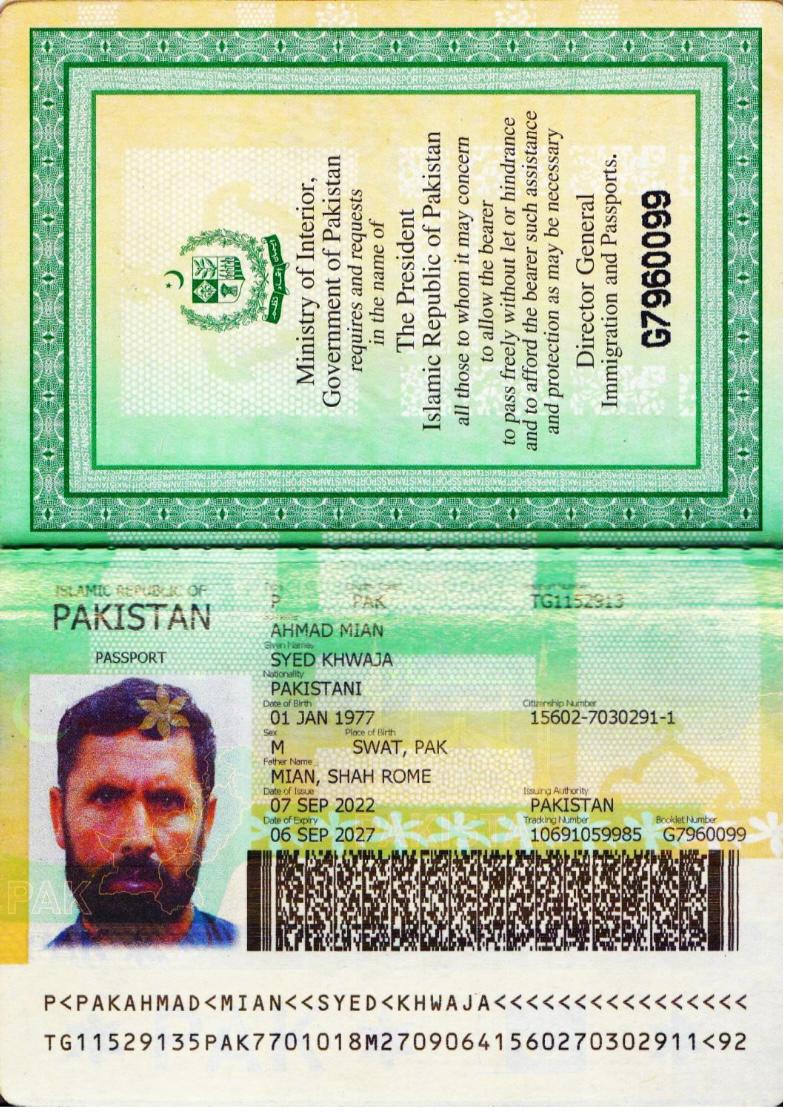 Ministry of Interior,
Government of Pakistan
requires and requests
in the name of
The President
Islamic Republic of Pakistan
all those to whom it may concern
to allow the bearer
to pass freely without let or hindrance
and to afford the bearer such assistance
and protection as may be necessary
Director General
Immigration and Passports.
G7960099
ISLAMIC REPUBLIC OF
PAKISTAN
PASSPORT
P PAK TG1152913
AHMAD MIAN
Given Names
SYED KHWAJA
Nationality
PAKISTANI
Date of Birth Citizenship Number
01 JAN 1977 15602-7030291-1
Sex Place of Birth
M SWAT, PAK
Father Name
MIAN, SHAH ROME
Date of Issue Issuing Authority
07 SEP 2022 PAKISTAN
Date of Expiry Tracking Number Booklet Number
06 SEP 2027 10691059985 G7960099
PAK
P<PAKAHMAD<MIAN<<SYED<KHWAJA<<<<<<<<<<<<<<<<
TG11529135PAK7701018M2709064156027030291​1<92